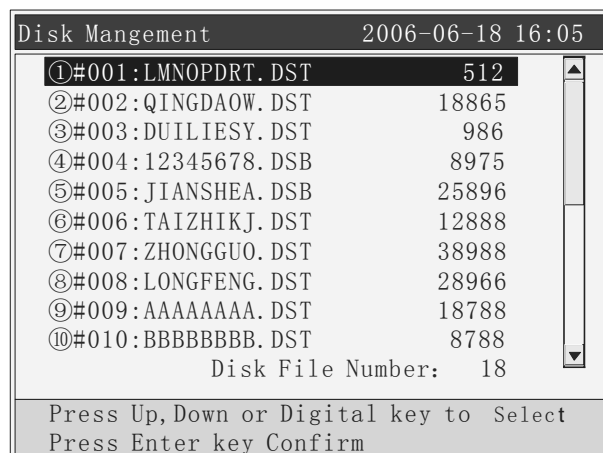 Disk Mangement 2006-06-18 16:05
①#001:LMNOPDRT.DST 512
②#002:QINGDAOW.DST 18865
③#003:DUILIESY.DST 986
④#004:12345678.DSB 8975
⑤#005:JIANSHEA.DSB 25896
⑥#006:TAIZHIKJ.DST 12888
⑦#007:ZHONGGUO.DST 38988
⑧#008:LONGFENG.DST 28966
⑨#009:AAAAAAAA.DST 18788
⑩#010:BBBBBBBB.DST 8788
Disk File Number: 18
Press Up,Down or Digital key to Select
Press Enter key Confirm